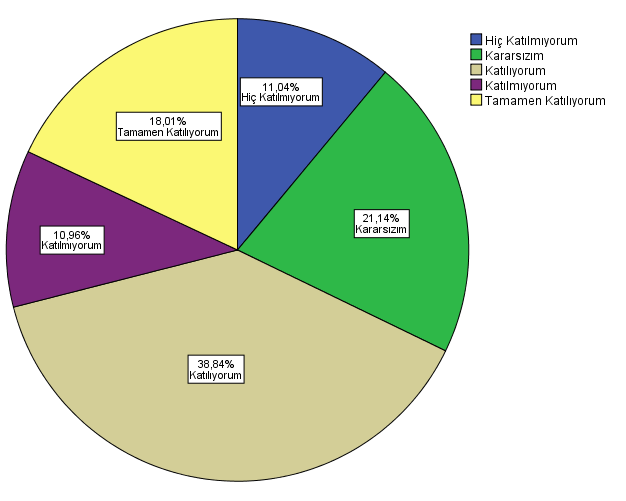 Hiç Katılmıyorum
Kararsızım
Katılıyorum
Katılmıyorum
Tamamen Katılıyorum
11,04%
Hiç Katılmıyorum
18,01%
Tamamen Katılıyorum
21,14%
Kararsızım
10,96%
Katılmıyorum
38,84%
Katılıyorum